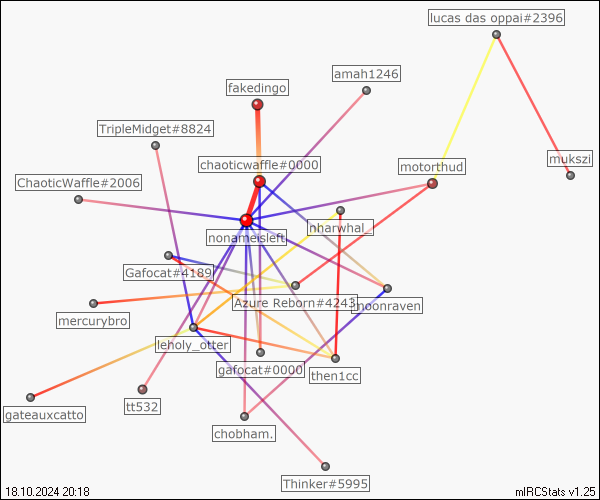 lucas das oppai#2396
amah1246
fakedingo
TripleMidget#8824
mukszi
chaoticwaffle#0000
motorthud
ChaoticWaffle#2006
nharwhal_
nonameisleft
Gafocat#4189
Azure Reborn#4243
moonraven
mercurybro
leholy_otter
gafocat#0000
then1cc
gateauxcatto
tt532
chobham.
Thinker#5995
18.10.2024 20:18
mIRCStats v1.25